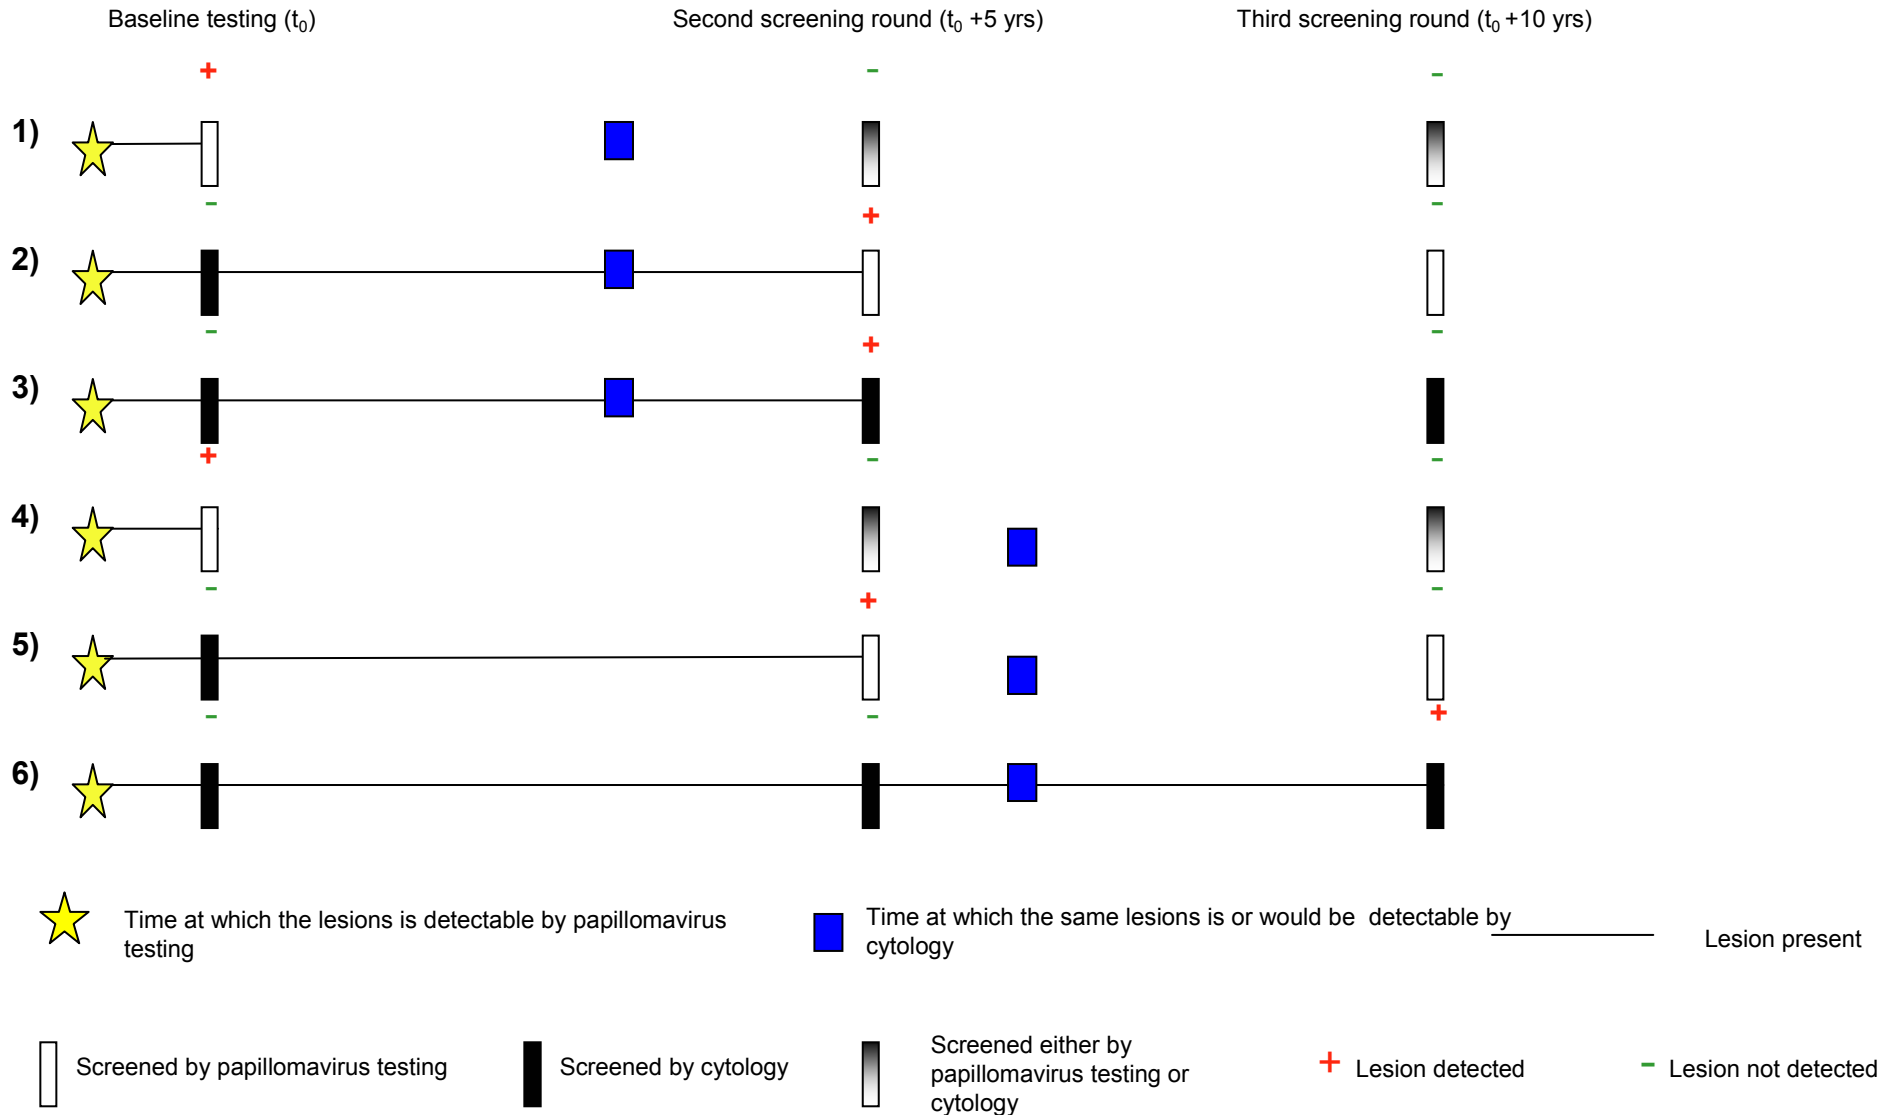 Baseline testing (t0)
Second screening round (t0 +5 yrs)
Third screening round (t0 +10 yrs)
+
-
-
1)
-
+
-
2)
-
+
-
3)
+
-
-
4)
-
+
-
5)
-
-
+
6)
Time at which the lesions is detectable by papillomavirus
testing
Time at which the same lesions is or would be detectable by
cytology
Lesion present
Screened by papillomavirus testing
Screened by cytology
Screened either by
papillomavirus testing or
cytology
+ Lesion detected
- Lesion not detected